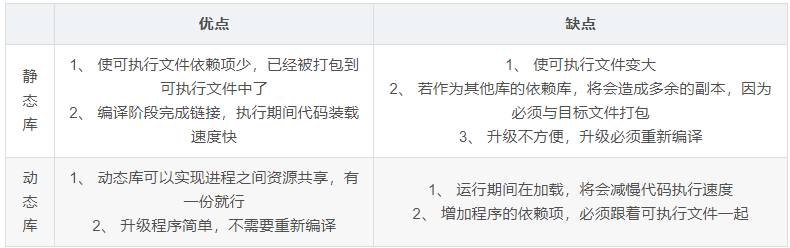 优点
缺点
静
态
库
1、 使可执行文件依赖项少，已经被打包到
可执行文件中了
2、 编译阶段完成链接，执行期间代码装载
速度快
1、 使可执行文件变大
2、 若作为其他库的依赖库，将会造成多余的副本，因为
必须与目标文件打包
3、 升级不方便，升级必须重新编译
动
态
库
1、 动态库可以实现进程之间资源共享，有
一份就行
2、 升级程序简单，不需要重新编译
1、 运行期间在加载，将会减慢代码执行速度
2、 增加程序的依赖项，必须跟着可执行文件一起